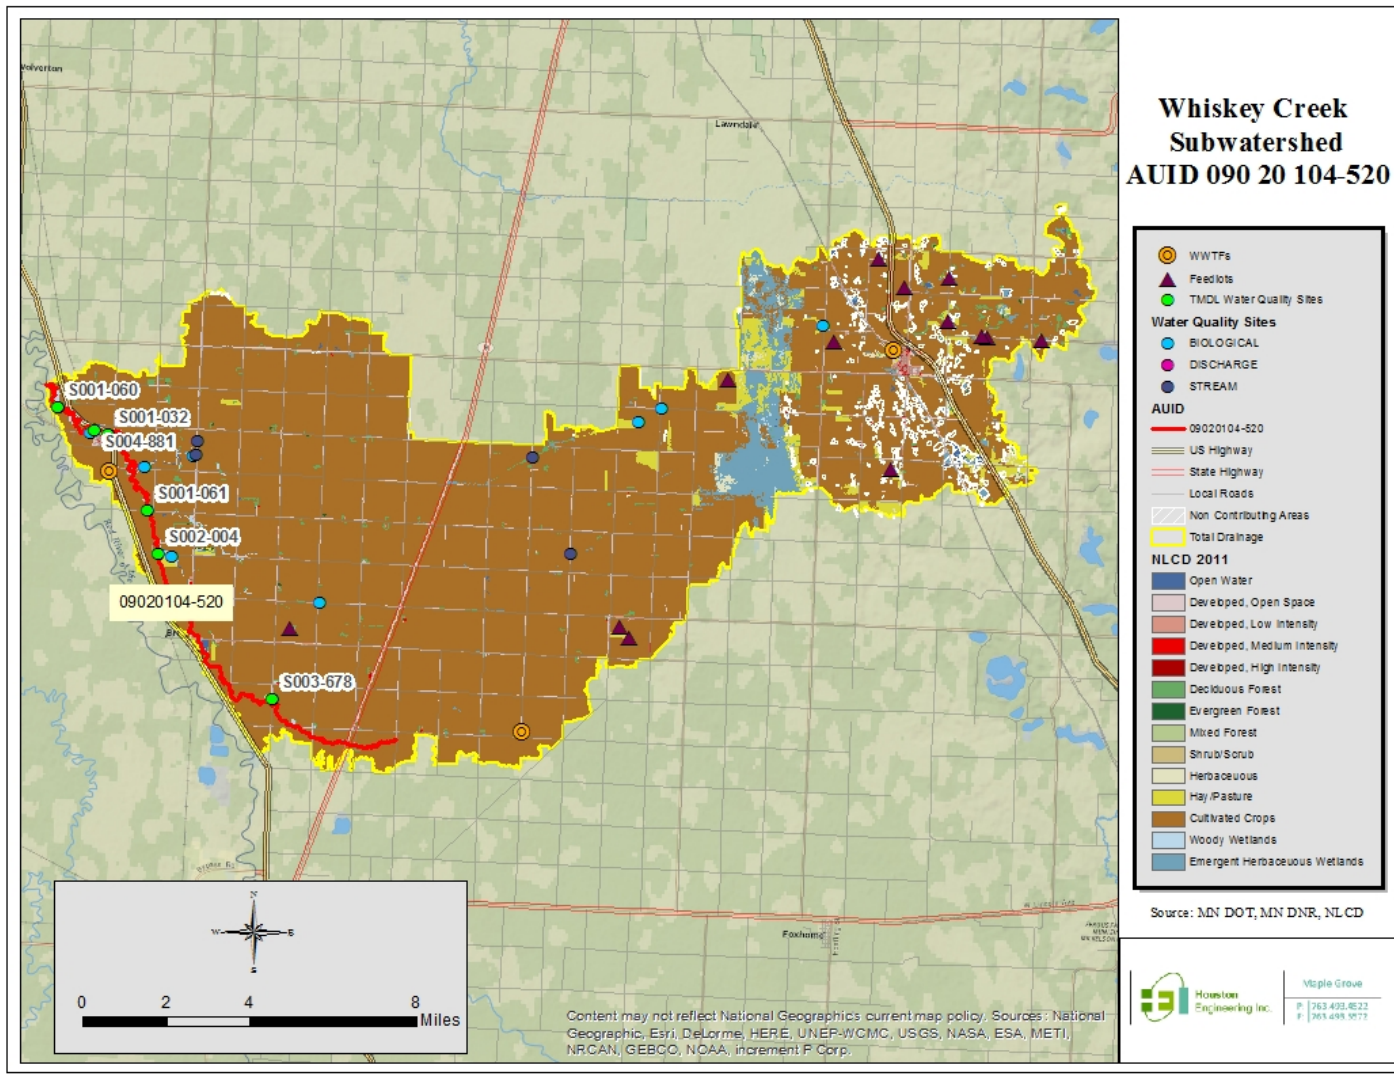 Wolverton
Lawndale
Whiskey Creek
Subwatershed
AUID 090 20 104-520
WWTFs
Feedlots
TMDL Water Quality Sites
Water Quality Sites
BIOLOGICAL
DISCHARGE
STREAM
AUID
09020104-520
US Highway
State Highway
Local Roads
Non Contributing Areas
Total Drainage
NLCD 2011
Open Water
Developed, Open Space
Developed, Low Intensity
Developed, Medium Intensity
Developed, High Intensity
Deciduous Forest
Evergreen Forest
Mixed Forest
Shrub/Scrub
Herbaceuous
Hay/Pasture
Cultivated Crops
Woody Wetlands
Emergent Herbaceuous Wetlands
S001-060
S001-032
S004-881
S001-061
S002-004
09020104-520
S003-678
Foxhome
N
W E
S
0 2 4 8
Miles
Content may not reflect National Geographic's current map policy. Sources: National
Geographic, Esri, DeLorme, HERE, UNEP-WCMC, USGS, NASA, ESA, METI,
NRCAN, GEBCO, NOAA, increment P Corp.
Source: MN DOT, MN DNR, NLCD
Houston
Engineering Inc.
Maple Grove
P: 763.493.4522
F: 763.493.5572